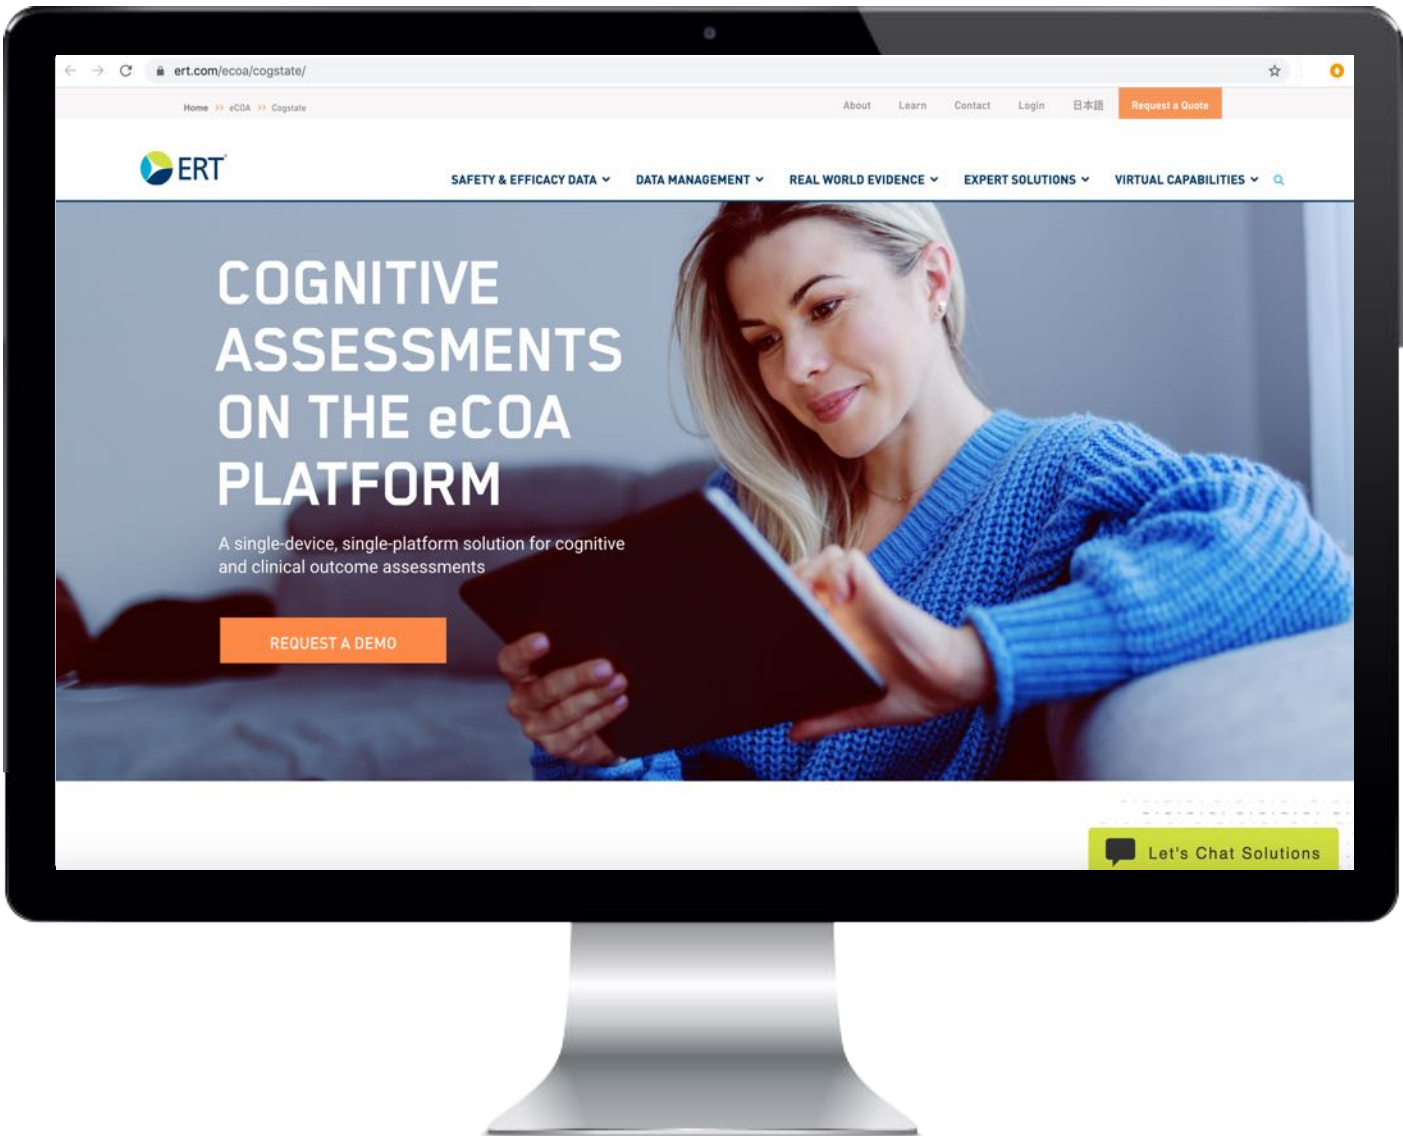 ert.com/ecoa/cogstate/
Home >> eCOA >> Cogstate
About Learn Contact Login 日本語 Request a Quote
ERT
SAFETY & EFFICACY DATA DATA MANAGEMENT REAL WORLD EVIDENCE EXPERT SOLUTIONS VIRTUAL CAPABILITIES
COGNITIVE
ASSESSMENTS
ON THE eCOA
PLATFORM
A single-device, single-platform solution for cognitive
and clinical outcome assessments
REQUEST A DEMO
Let's Chat Solutions